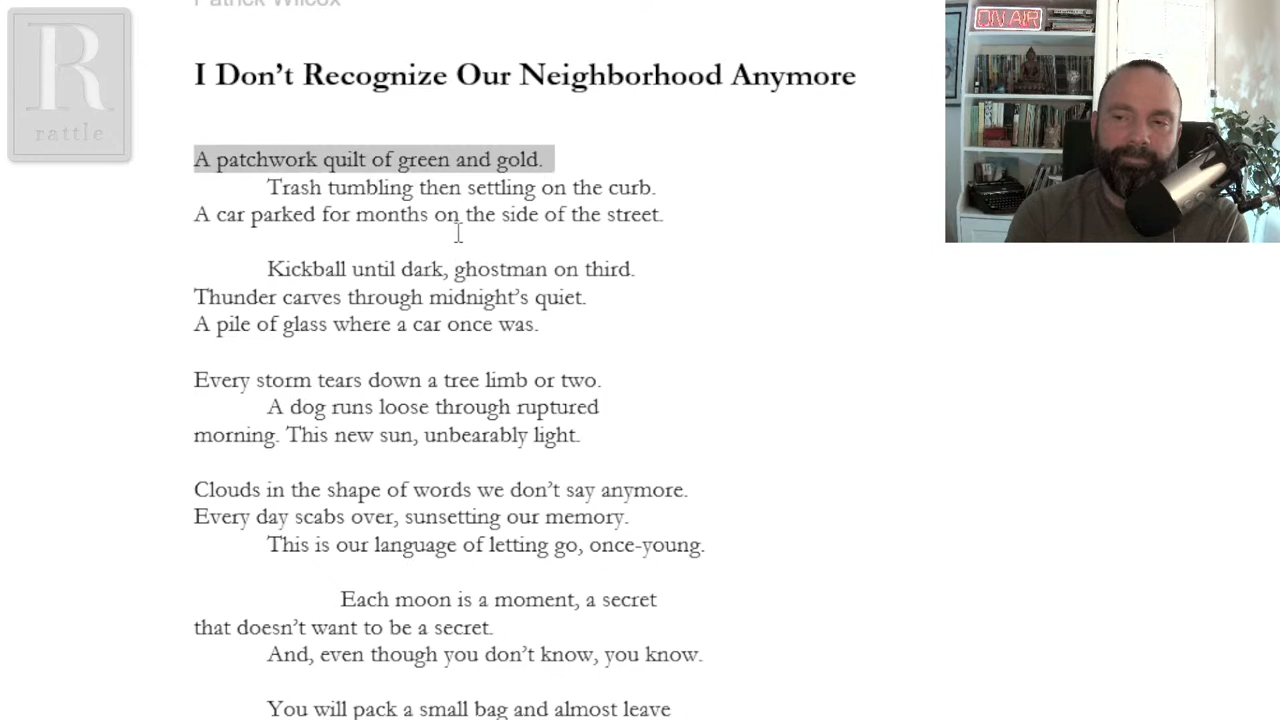 Patrick Wilcox
R
rattle
ON AIR
I Don't Recognize Our Neighborhood Anymore
A patchwork quilt of green and gold.
Trash tumbling then settling on the curb.
A car parked for months on the side of the street.
Kickball until dark, ghostman on third.
Thunder carves through midnight's quiet.
A pile of glass where a car once was.
Every storm tears down a tree limb or two.
A dog runs loose through ruptured
morning. This new sun, unbearably light.
Clouds in the shape of words we don't say anymore.
Every day scabs over, sunsetting our memory.
This is our language of letting go, once-young.
Each moon is a moment, a secret
that doesn't want to be a secret.
And, even though you don't know, you know.
You will pack a small bag and almost leave